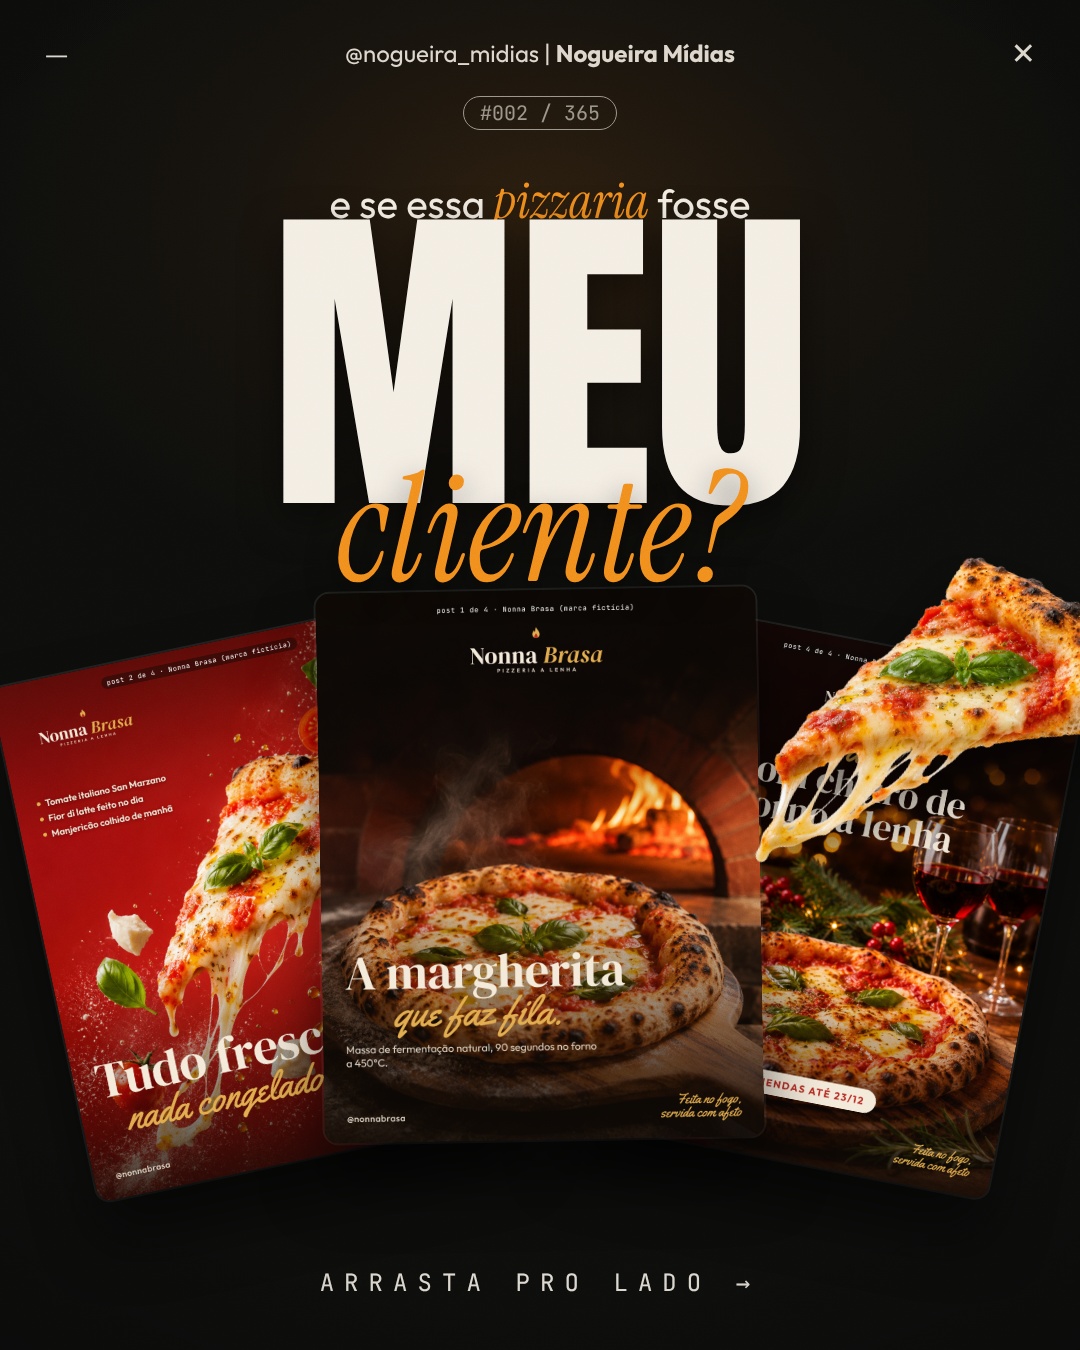 —
@nogueira_midias | Nogueira Mídias
✕
#002 / 365
e se essa pizzaria fosse
MEU
cliente?
post 2 de 4 · Nonna Brasa (marca fictícia)
Nonna Brasa
PIZZERIA A LENHA
• Tomate italiano San Marzano
• Fior di latte feito no dia
• Manjericão colhido de manhã
Tudo fresc
nada congelado
@nonnabrasa
post 1 de 4 · Nonna Brasa (marca fictícia)
Nonna Brasa
PIZZERIA A LENHA
A margherita
que faz fila.
Massa de fermentação natural, 90 segundos no forno
a 450°C.
@nonnabrasa
Feita no fogo,
servida com afeto
post 4 de 4 · Nonna
de
a lenha
ENDAS ATÉ 23/12
Feita no fogo,
servida com afeto
ARRASTA PRO LADO →